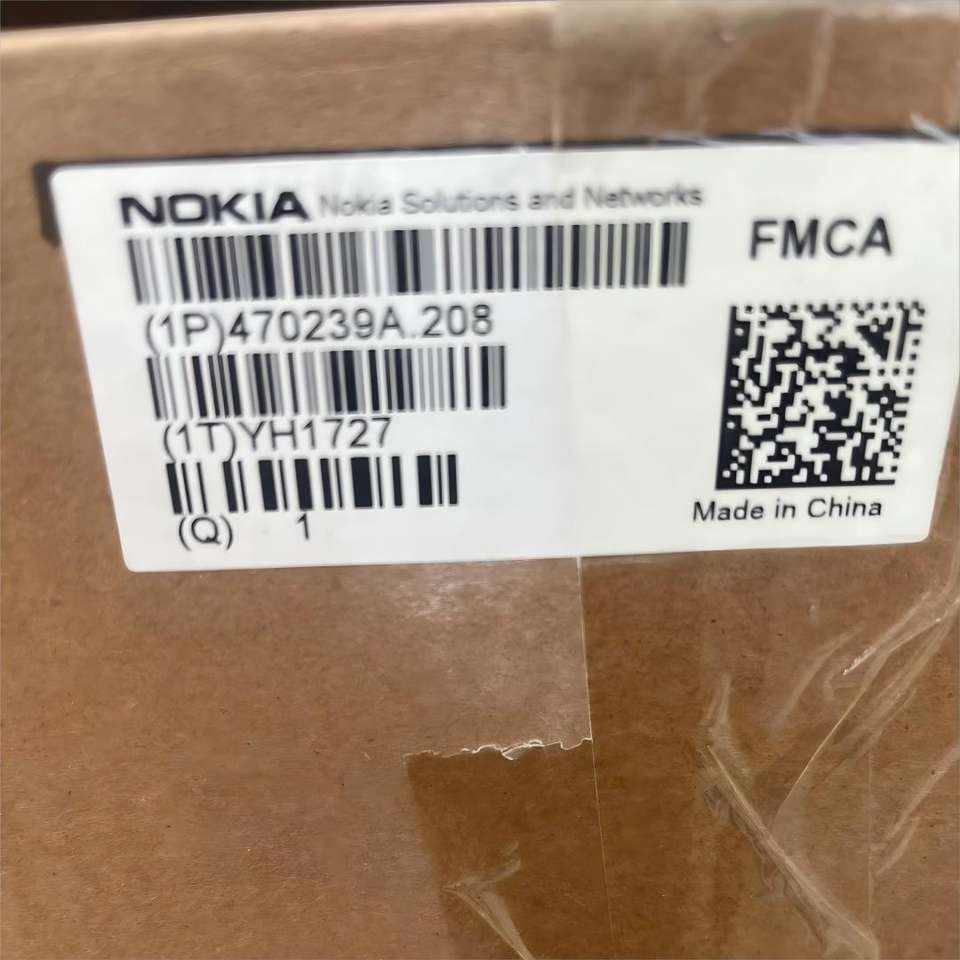 NOKIA Nokia Solutions and Networks
FMCA
(1P)470239A.208
(1T)YH1727
(Q) 1
Made in China